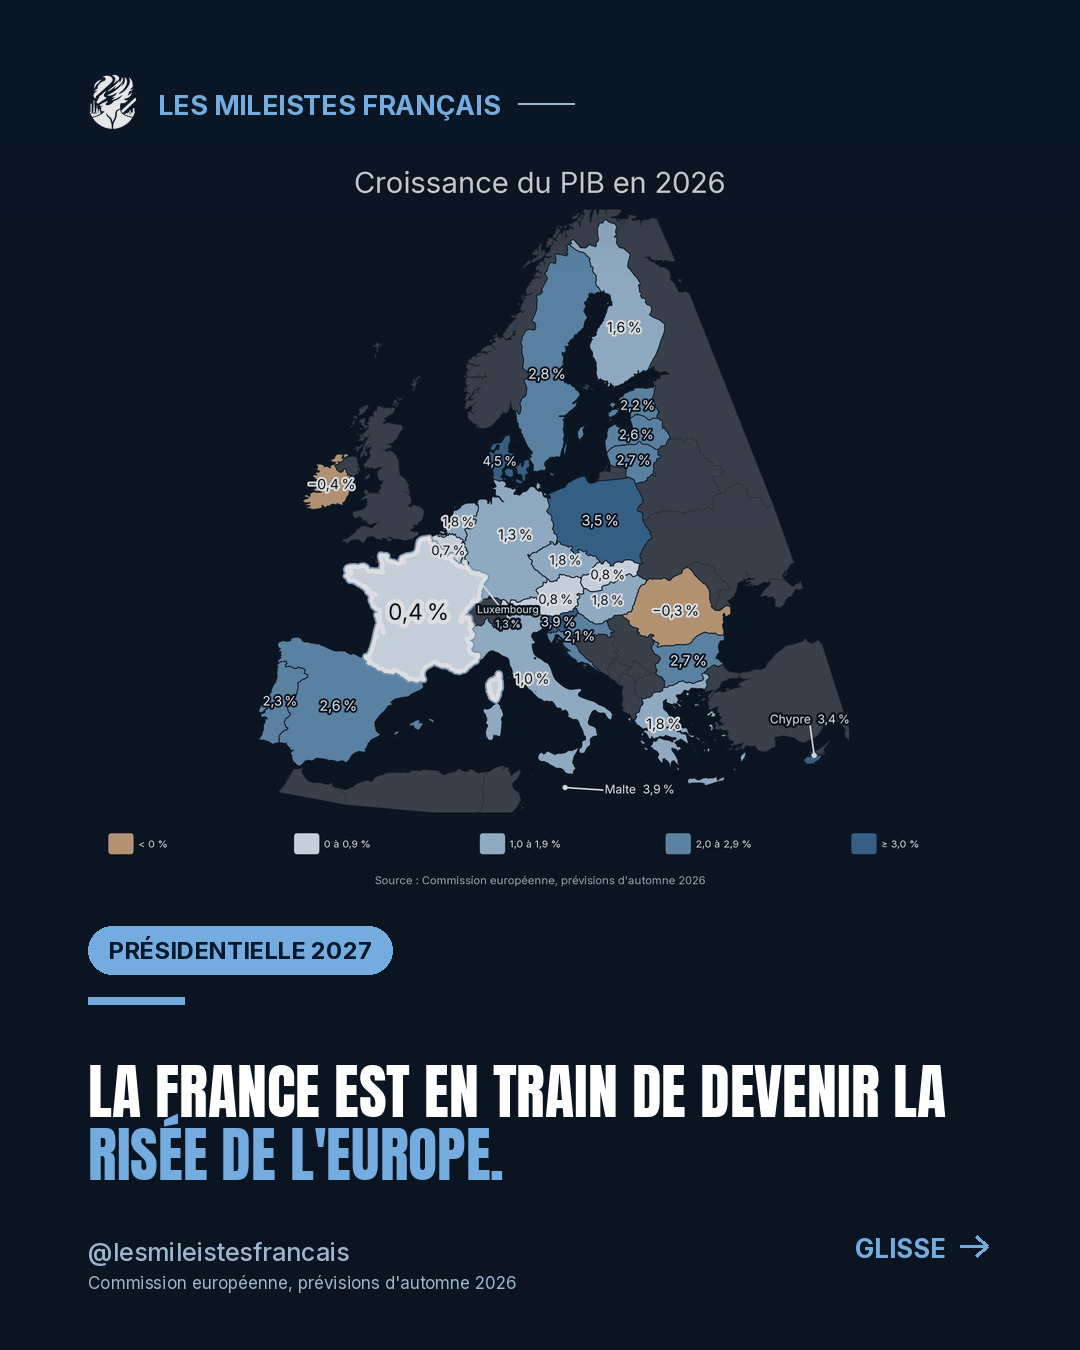 LES MILEISTES FRANÇAIS
Croissance du PIB en 2026
1,6 %
2,8 %
2,2 %
2,6 %
2,7 %
4,5 %
−0,4 %
1,8 %
1,3 %
3,5 %
0,7 %
1,8 %
0,8 %
0,4 %
Luxembourg
1,3 %
0,8 %
1,8 %
3,9 %
2,1 %
−0,3 %
2,7 %
1,0 %
2,3 %
2,6 %
1,8 %
Chypre 3,4 %
Malte 3,9 %
< 0 %
0 à 0,9 %
1,0 à 1,9 %
2,0 à 2,9 %
≥ 3,0 %
Source : Commission européenne, prévisions d'automne 2026
PRÉSIDENTIELLE 2027
LA FRANCE EST EN TRAIN DE DEVENIR LA
RISÉE DE L'EUROPE.
@lesmileistesfrancais
GLISSE →
Commission européenne, prévisions d'automne 2026